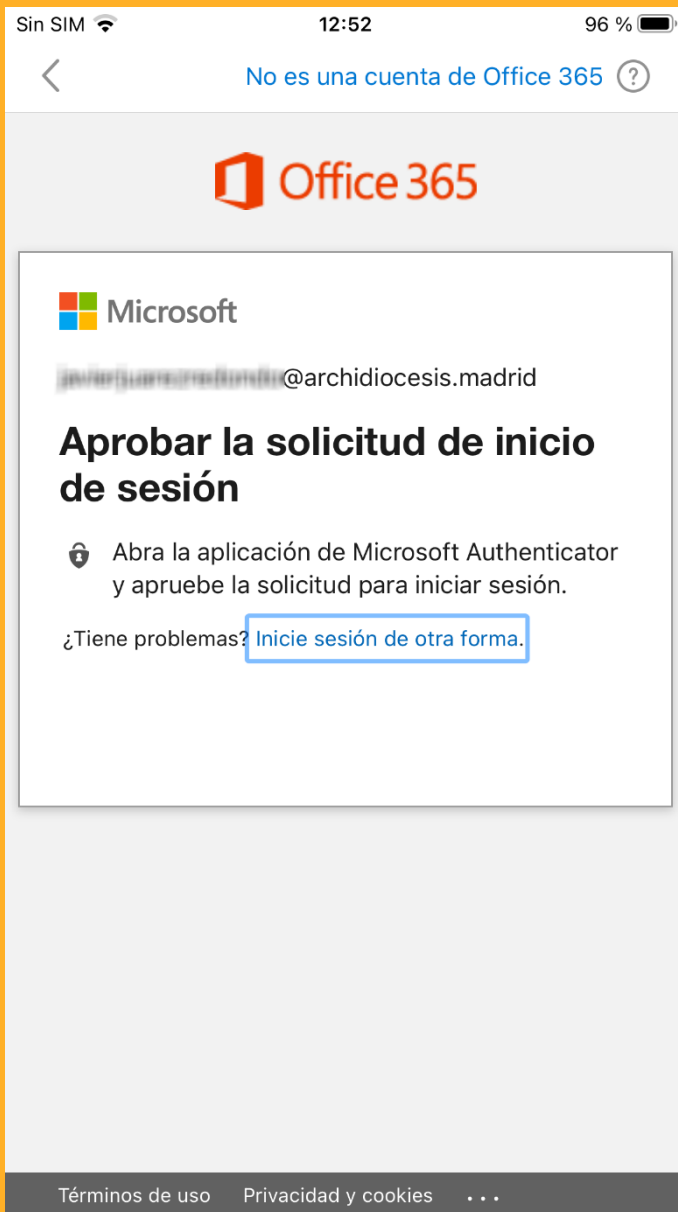 Sin SIM 12:52 96 %
No es una cuenta de Office 365 ?
Office 365
Microsoft
@archidiocesis.madrid
Aprobar la solicitud de inicio
de sesión
Abra la aplicación de Microsoft Authenticator
y apruebe la solicitud para iniciar sesión.
¿Tiene problemas? Inicie sesión de otra forma.
Términos de uso Privacidad y cookies ...